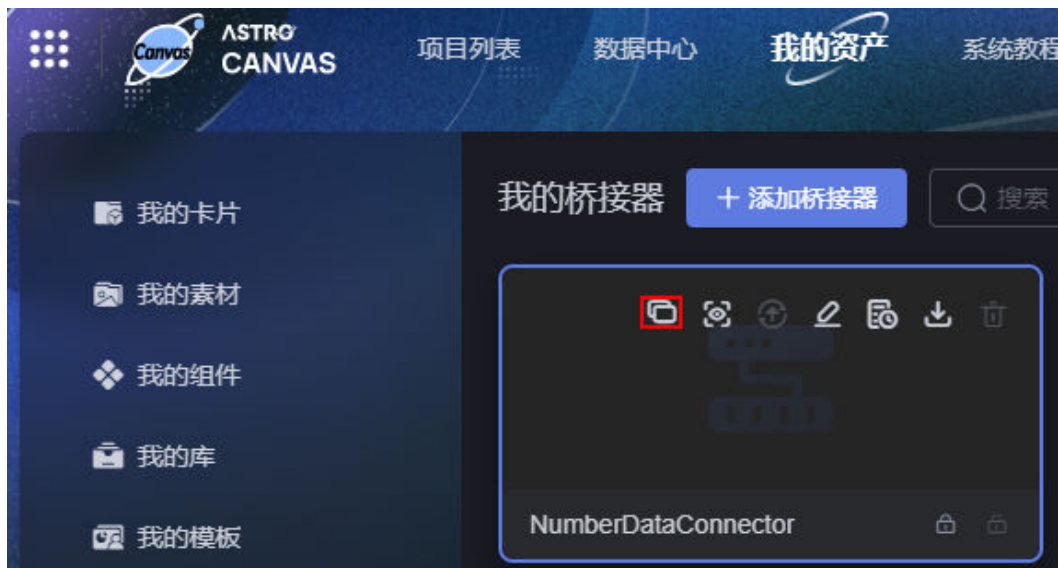 Canvas
ASTRO
CANVAS
项目列表
数据中心
我的资产
系统教程
我的卡片
我的素材
我的组件
我的库
我的模板
我的桥接器
+ 添加桥接器
搜索
NumberDataConnector